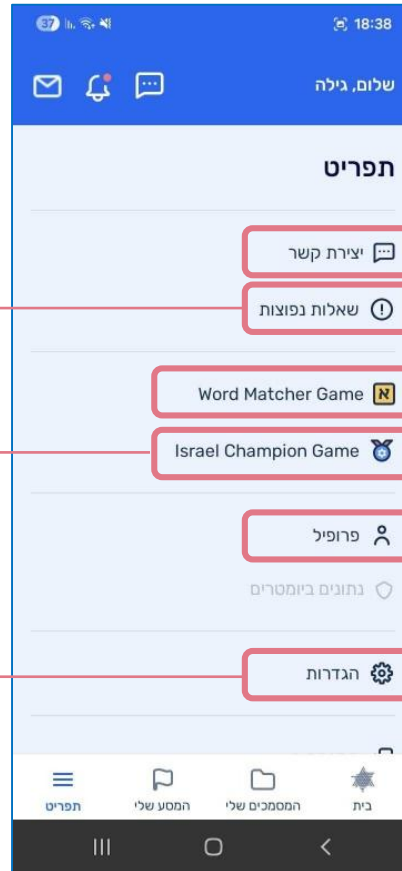 18:38
37
שלום, גילה
תפריט
יצירת קשר
שאלות נפוצות
Word Matcher Game
א
Israel Champion Game
פרופיל
נתונים ביומטרים
הגדרות
בית
המסמכים שלי
המסע שלי
תפריט